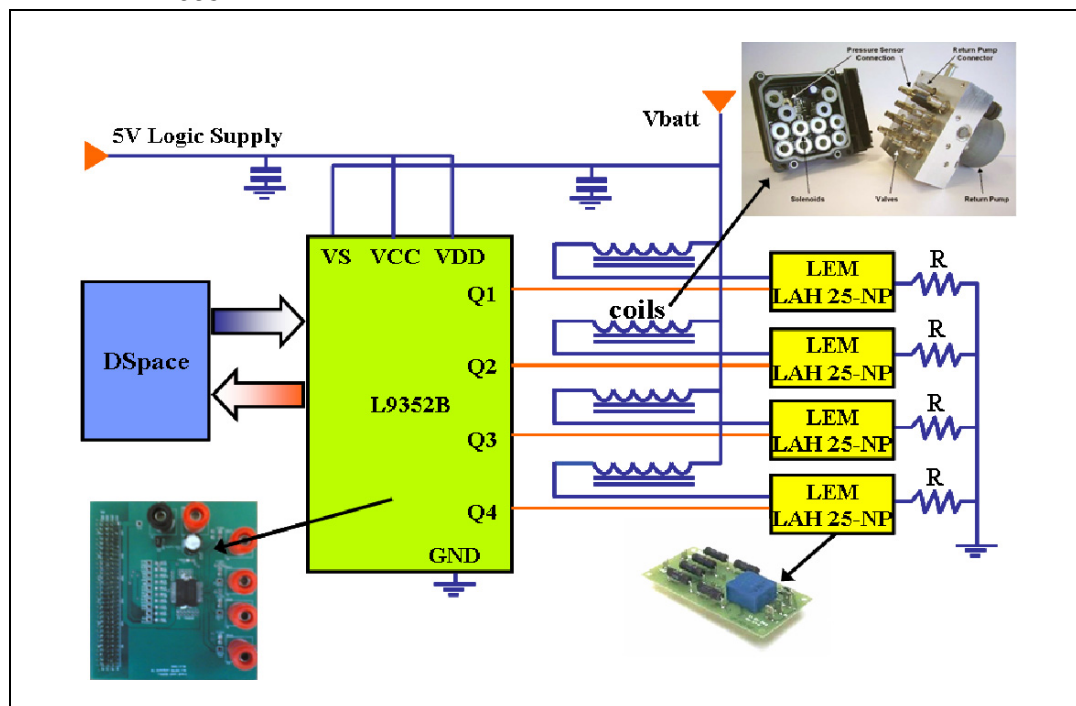 Pressure Sensor
Connection
Return Pump
Connector
Vbatt
5V Logic Supply
Solenoids
Valves
Return Pump
VS VCC VDD
Q1
LEM
LAH 25-NP
R
coils
DSpace
Q2
LEM
LAH 25-NP
R
L9352B
Q3
LEM
LAH 25-NP
R
Q4
LEM
LAH 25-NP
R
GND